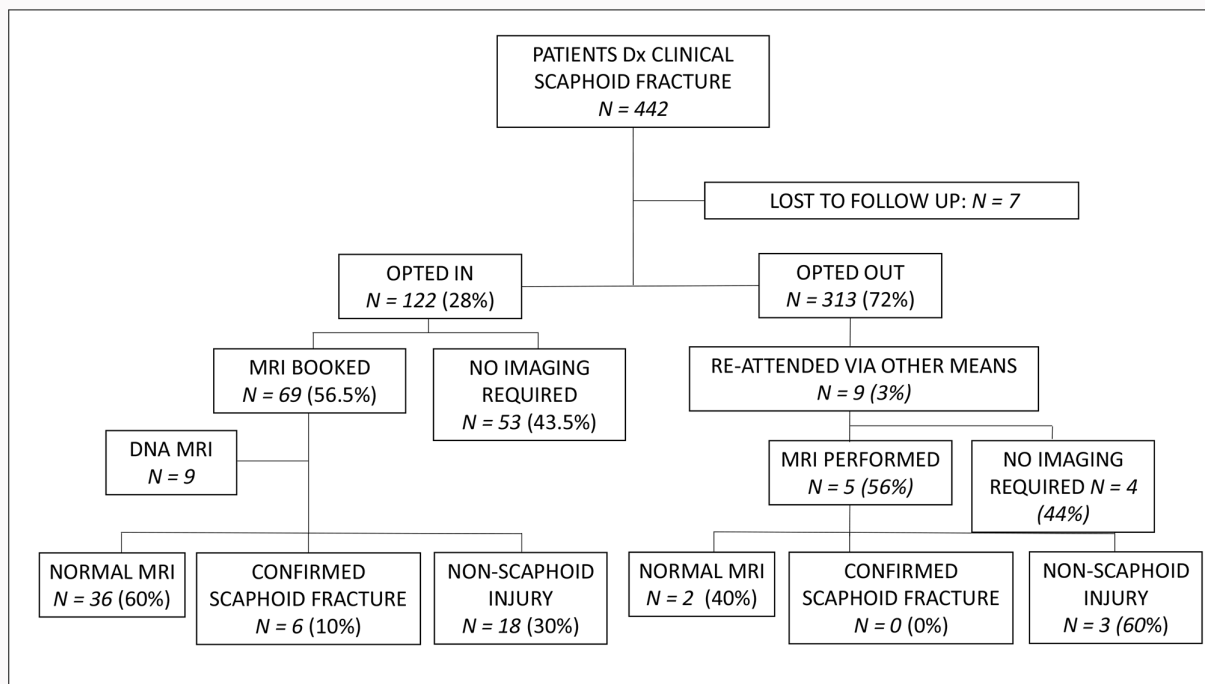 PATIENTS Dx CLINICAL
SCAPHOID FRACTURE
N = 442
LOST TO FOLLOW UP: N = 7
OPTED IN
N = 122 (28%)
OPTED OUT
N = 313 (72%)
MRI BOOKED
N = 69 (56.5%)
NO IMAGING
REQUIRED
N = 53 (43.5%)
RE-ATTENDED VIA OTHER MEANS
N = 9 (3%)
DNA MRI
N = 9
MRI PERFORMED
N = 5 (56%)
NO IMAGING
REQUIRED N = 4
(44%)
NORMAL MRI
N = 36 (60%)
CONFIRMED
SCAPHOID FRACTURE
N = 6 (10%)
NON-SCAPHOID
INJURY
N = 18 (30%)
NORMAL MRI
N = 2 (40%)
CONFIRMED
SCAPHOID FRACTURE
N = 0 (0%)
NON-SCAPHOID
INJURY
N = 3 (60%)